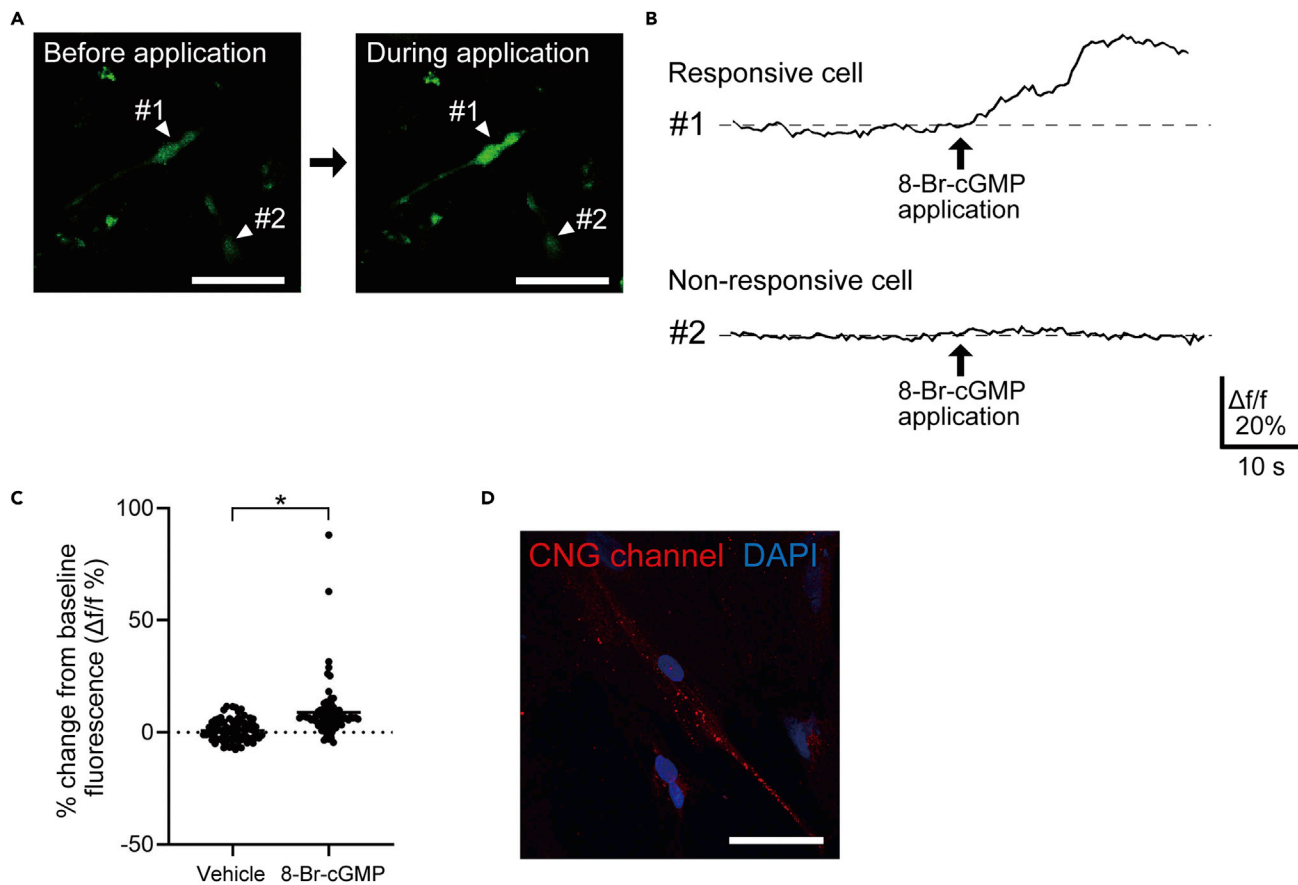 A
Before application
#1
#2
During application
#1
#2
B
Responsive cell
#1
8-Br-cGMP
application
Non-responsive cell
#2
8-Br-cGMP
application
Δf/f
20%
10 s
C
% change from baseline
fluorescence (Δf/f %)
100
50
0
-50
*
Vehicle
8-Br-cGMP
D
CNG channel DAPI